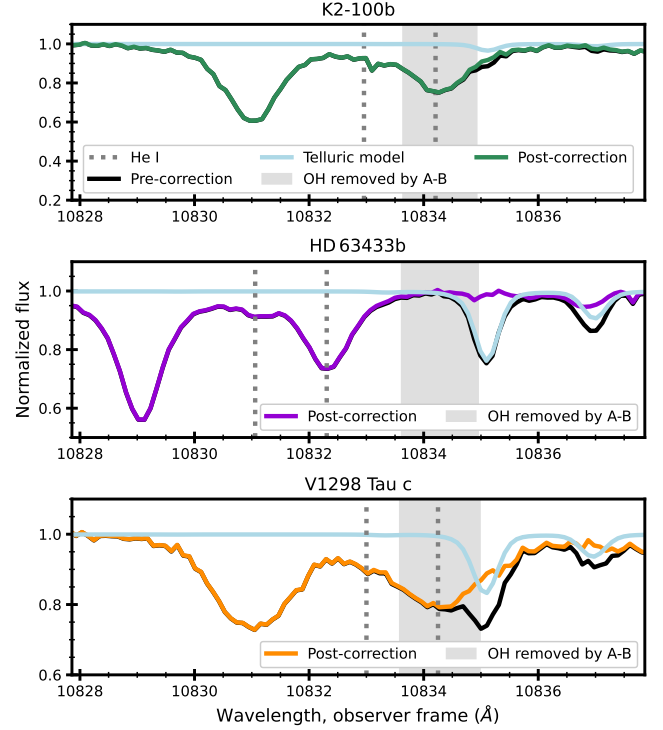 K2-100b
1.0
0.8
0.6
0.4
0.2
He I
Telluric model
Post-correction
Pre-correction
OH removed by A-B
10828 10830 10832 10834 10836
HD 63433b
Normalized flux
1.0
0.8
0.6
Post-correction
OH removed by A-B
10828 10830 10832 10834 10836
V1298 Tau c
1.0
0.8
0.6
Post-correction
OH removed by A-B
10828 10830 10832 10834 10836
Wavelength, observer frame (Å)